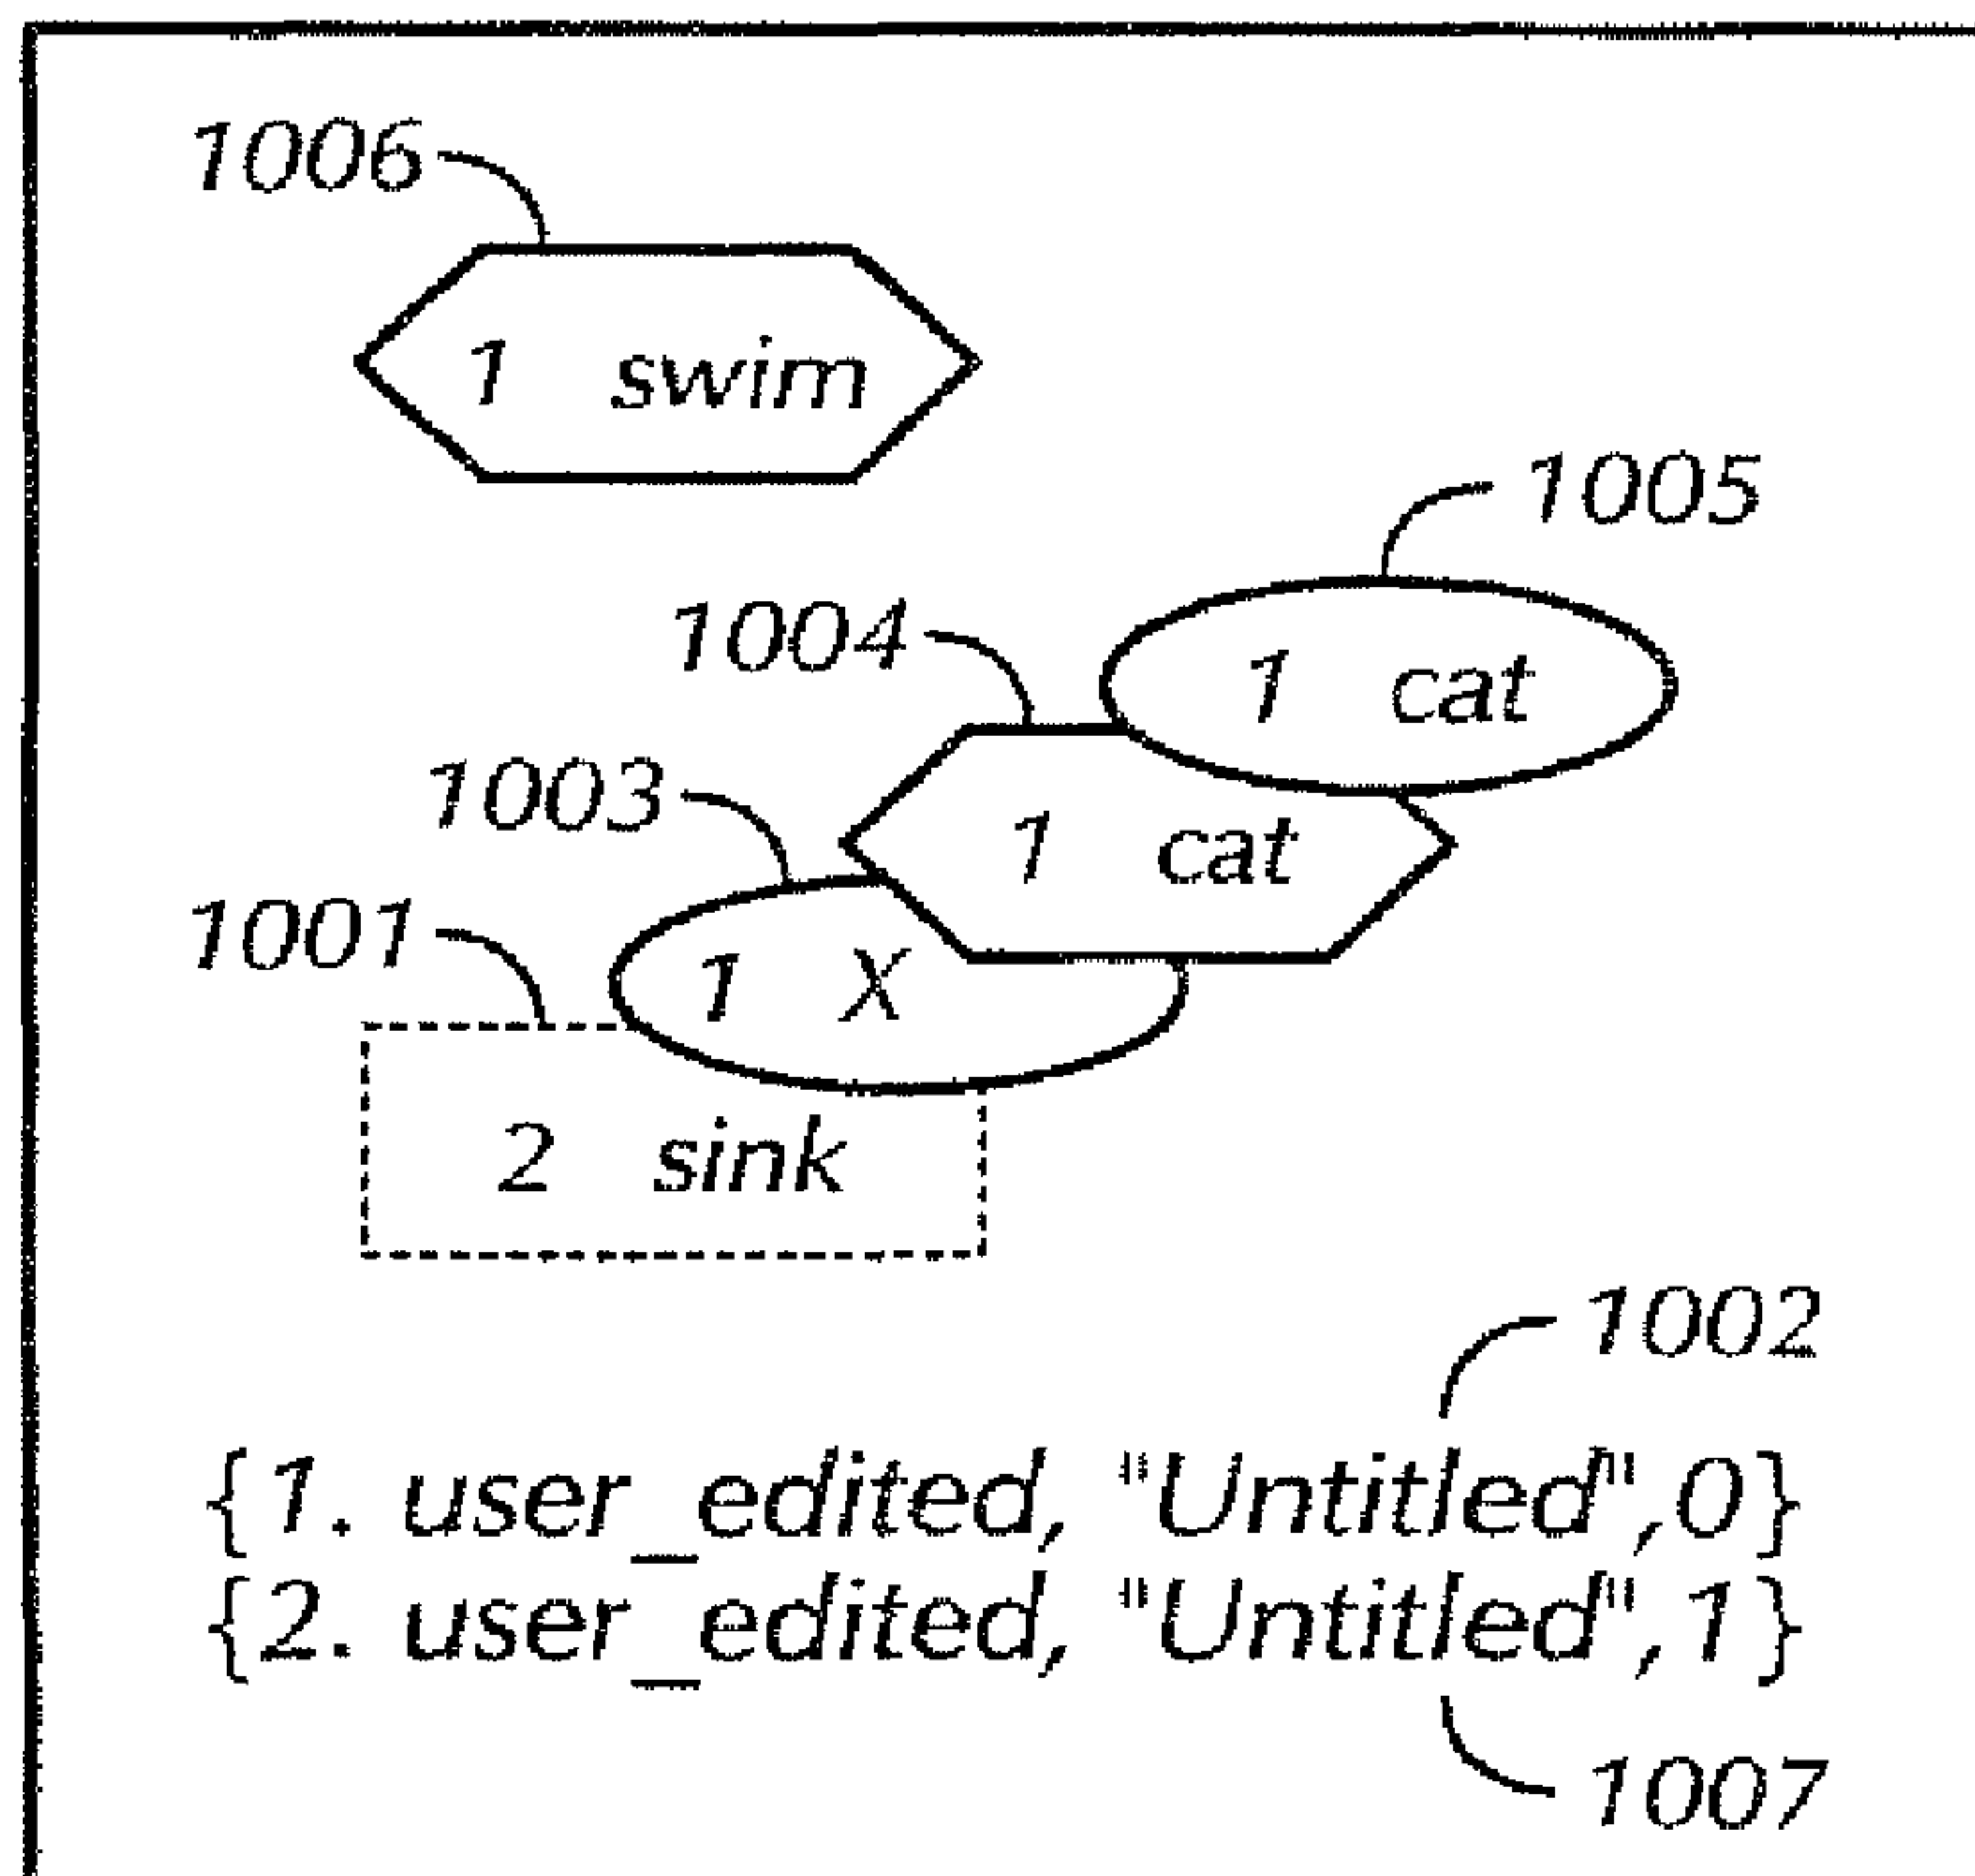 1006
1 swim
1005
1004
1 cat
1003
1 cat
1001
1 X
2 sink
1002
{1. user_edited, "Untitled",0}
{2. user_edited, "Untitled",1}
1007